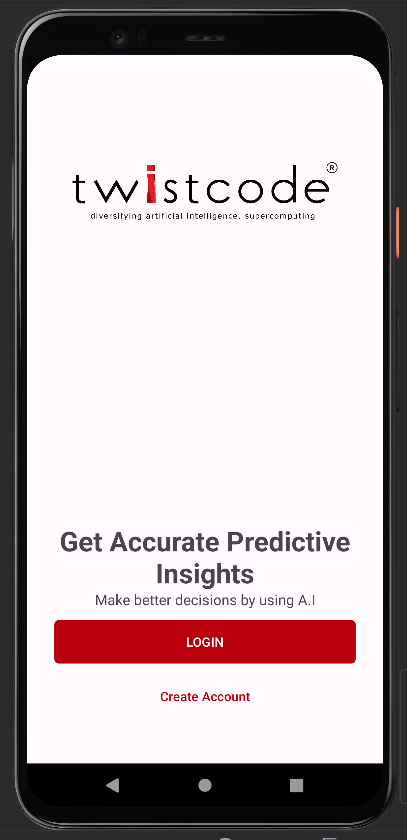 twistcode®
diversifying artificial intelligence, supercomputing
Get Accurate Predictive
Insights
Make better decisions by using A.I
LOGIN
Create Account